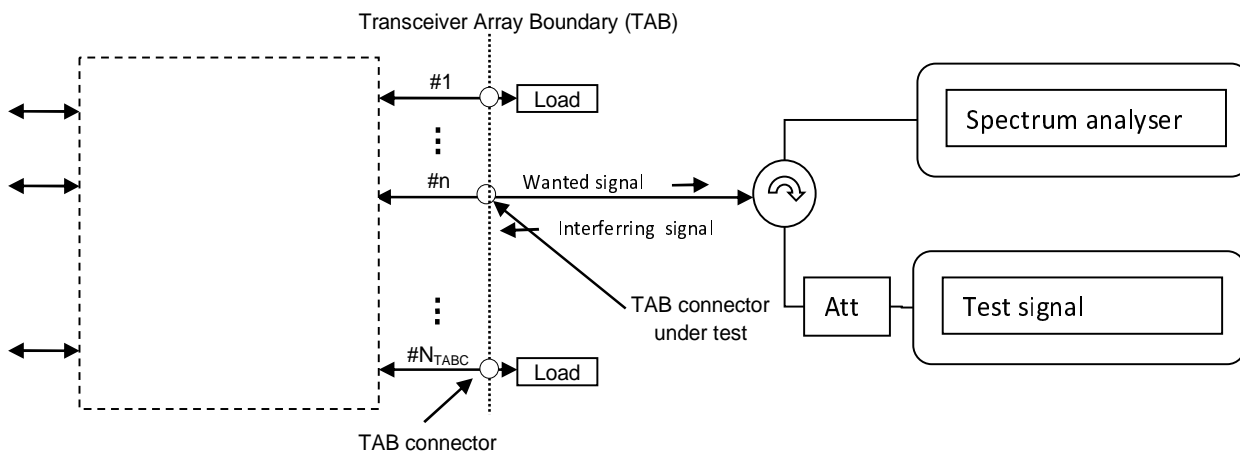 Transceiver Array Boundary (TAB)
#1
Load
Spectrum analyser
#n
Wanted signal
Interferring signal
TAB connector
under test
Att
Test signal
#NTABC
Load
TAB connector